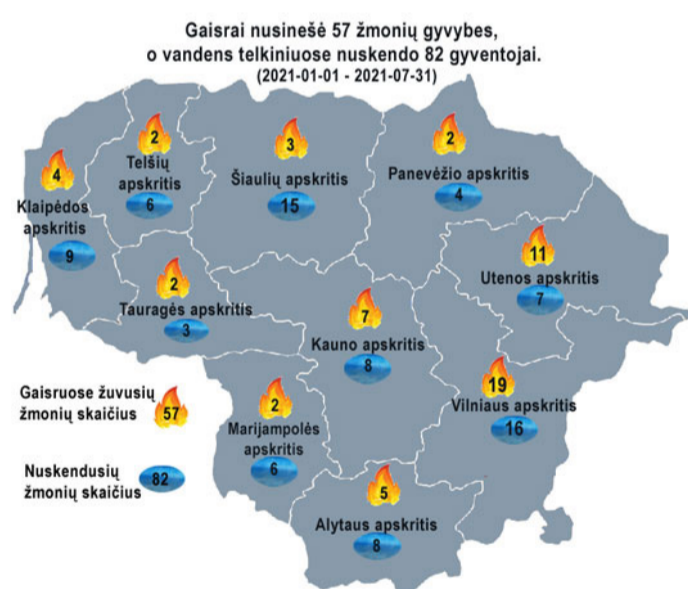 Gaisrai nusinešė 57 žmonių gyvybes,
o vandens telkiniuose nuskendo 82 gyventojai.
(2021-01-01 - 2021-07-31)
2
Telšių
apskritis
6
3
Šiaulių apskritis
15
2
Panevėžio apskritis
4
4
Klaipėdos
apskritis
9
11
Utenos apskritis
7
2
Tauragės apskritis
3
7
Kauno apskritis
8
19
Vilniaus apskritis
16
2
Marijampolės
apskritis
6
5
Alytaus apskritis
8
Gaisruose žuvusių
žmonių skaičius
57
Nuskendusių
žmonių skaičius
82